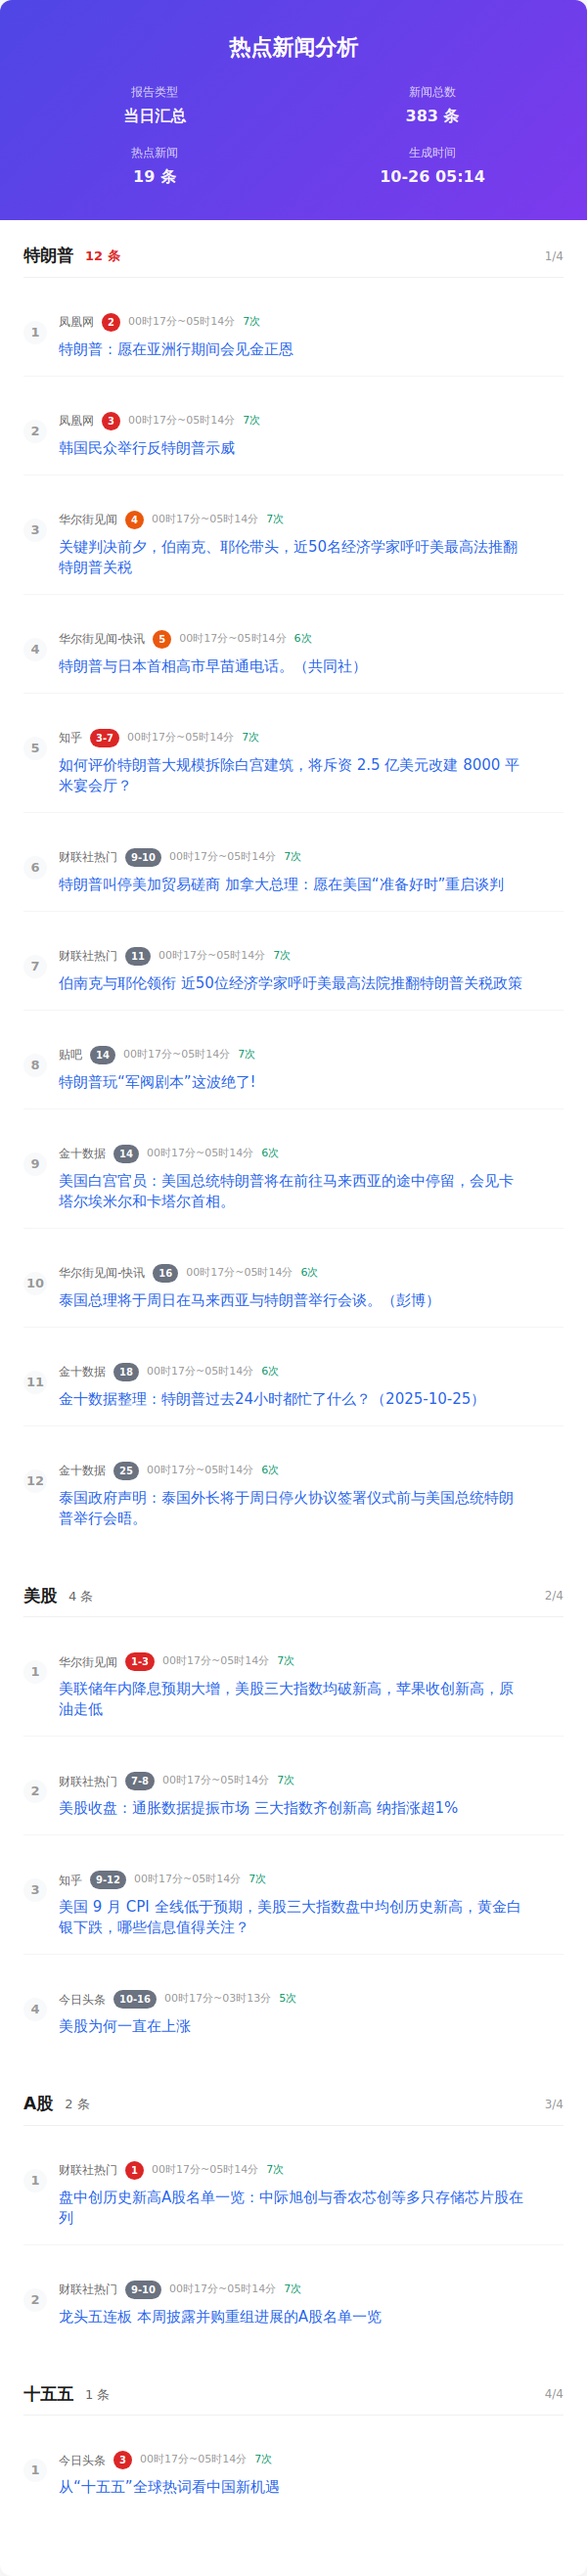 热点新闻分析
报告类型
当日汇总
新闻总数
383 条
热点新闻
19 条
生成时间
10-26 05:14
特朗普 12 条 1/4
1
凤凰网 2 00时17分~05时14分 7次
特朗普：愿在亚洲行期间会见金正恩
2
凤凰网 3 00时17分~05时14分 7次
韩国民众举行反特朗普示威
3
华尔街见闻 4 00时17分~05时14分 7次
关键判决前夕，伯南克、耶伦带头，近50名经济学家呼吁美最高法推翻
特朗普关税
4
华尔街见闻-快讯 5 00时17分~05时14分 6次
特朗普与日本首相高市早苗通电话。（共同社）
5
知乎 3-7 00时17分~05时14分 7次
如何评价特朗普大规模拆除白宫建筑，将斥资 2.5 亿美元改建 8000 平
米宴会厅？
6
财联社热门 9-10 00时17分~05时14分 7次
特朗普叫停美加贸易磋商 加拿大总理：愿在美国“准备好时”重启谈判
7
财联社热门 11 00时17分~05时14分 7次
伯南克与耶伦领衔 近50位经济学家呼吁美最高法院推翻特朗普关税政策
8
贴吧 14 00时17分~05时14分 7次
特朗普玩“军阀剧本”这波绝了!
9
金十数据 14 00时17分~05时14分 6次
美国白宫官员：美国总统特朗普将在前往马来西亚的途中停留，会见卡
塔尔埃米尔和卡塔尔首相。
10
华尔街见闻-快讯 16 00时17分~05时14分 6次
泰国总理将于周日在马来西亚与特朗普举行会谈。（彭博）
11
金十数据 18 00时17分~05时14分 6次
金十数据整理：特朗普过去24小时都忙了什么？（2025-10-25）
12
金十数据 25 00时17分~05时14分 6次
泰国政府声明：泰国外长将于周日停火协议签署仪式前与美国总统特朗
普举行会晤。
美股 4 条 2/4
1
华尔街见闻 1-3 00时17分~05时14分 7次
美联储年内降息预期大增，美股三大指数均破新高，苹果收创新高，原
油走低
2
财联社热门 7-8 00时17分~05时14分 7次
美股收盘：通胀数据提振市场 三大指数齐创新高 纳指涨超1%
3
知乎 9-12 00时17分~05时14分 7次
美国 9 月 CPI 全线低于预期，美股三大指数盘中均创历史新高，黄金白
银下跌，哪些信息值得关注？
4
今日头条 10-16 00时17分~03时13分 5次
美股为何一直在上涨
A股 2 条 3/4
1
财联社热门 1 00时17分~05时14分 7次
盘中创历史新高A股名单一览：中际旭创与香农芯创等多只存储芯片股在
列
2
财联社热门 9-10 00时17分~05时14分 7次
龙头五连板 本周披露并购重组进展的A股名单一览
十五五 1 条 4/4
1
今日头条 3 00时17分~05时14分 7次
从“十五五”全球热词看中国新机遇